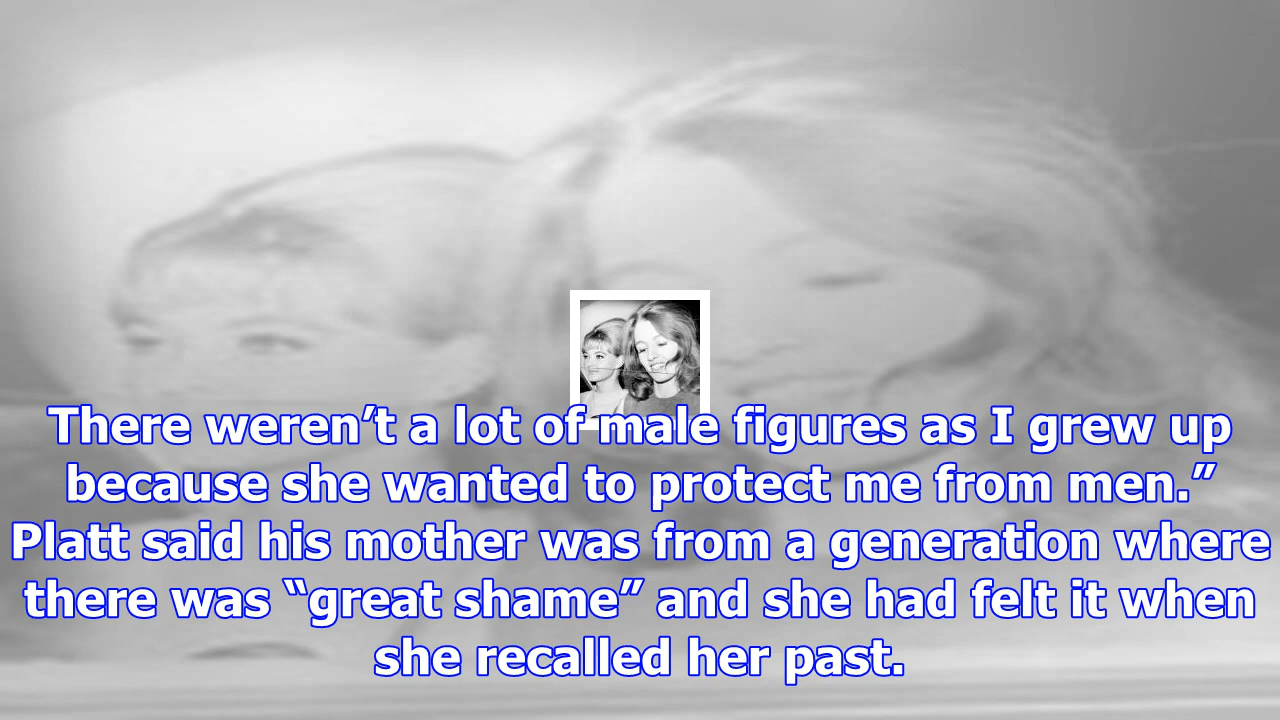 There weren’t a lot of male figures as I grew up
because she wanted to protect me from men.”
Platt said his mother was from a generation where
there was “great shame” and she had felt it when
she recalled her past.